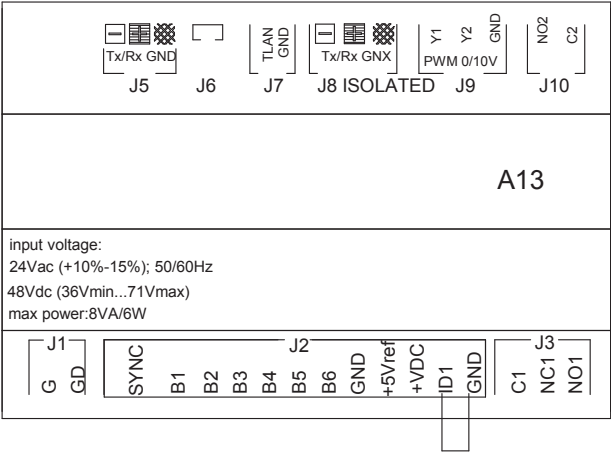 Tx/Rx GND
TLAN
GND
Tx/Rx GNX
Y1
Y2
GND
PWM 0/10V
NO2
C2
J5
J6
J7
J8 ISOLATED
J9
J10
A13
input voltage:
24Vac (+10%-15%); 50/60Hz
48Vdc (36Vmin...71Vmax)
max power:8VA/6W
J1
J2
J3
G
GD
SYNC
B1
B2
B3
B4
B5
B6
GND
+5Vref
+VDC
ID1
GND
C1
NC1
NO1